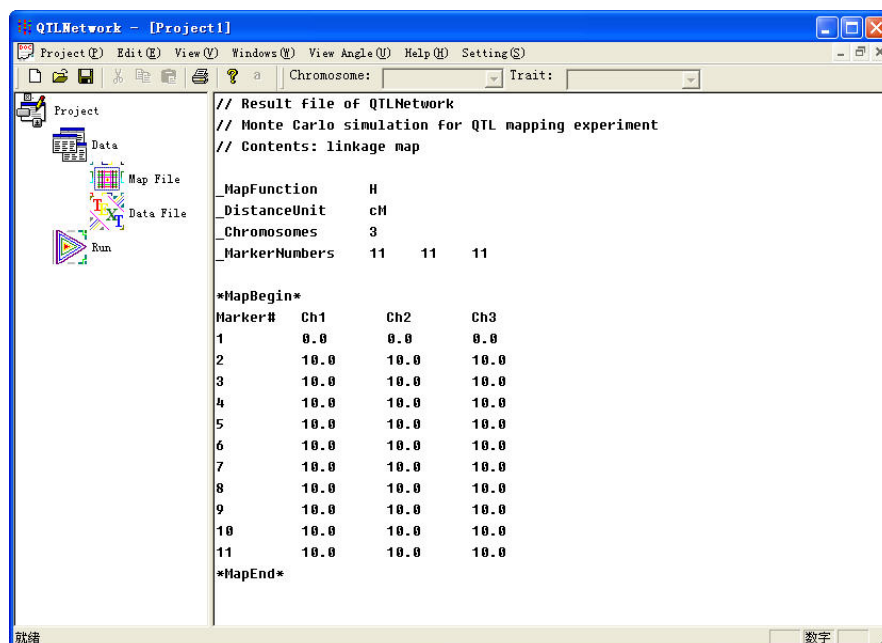 QTLNetwork - [Project1]
Project(P) Edit(E) View(V) Windows(W) View Angle(U) Help(H) Setting(S)
Chromosome: Trait:
Project
Data
Map File
Data File
Run
// Result file of QTLNetwork
// Monte Carlo simulation for QTL mapping experiment
// Contents: linkage map
_MapFunction H
_DistanceUnit cM
_Chromosomes 3
_MarkerNumbers 11 11 11
*MapBegin*
Marker# Ch1 Ch2 Ch3
1 0.0 0.0 0.0
2 10.0 10.0 10.0
3 10.0 10.0 10.0
4 10.0 10.0 10.0
5 10.0 10.0 10.0
6 10.0 10.0 10.0
7 10.0 10.0 10.0
8 10.0 10.0 10.0
9 10.0 10.0 10.0
10 10.0 10.0 10.0
11 10.0 10.0 10.0
*MapEnd*
就绪 数字